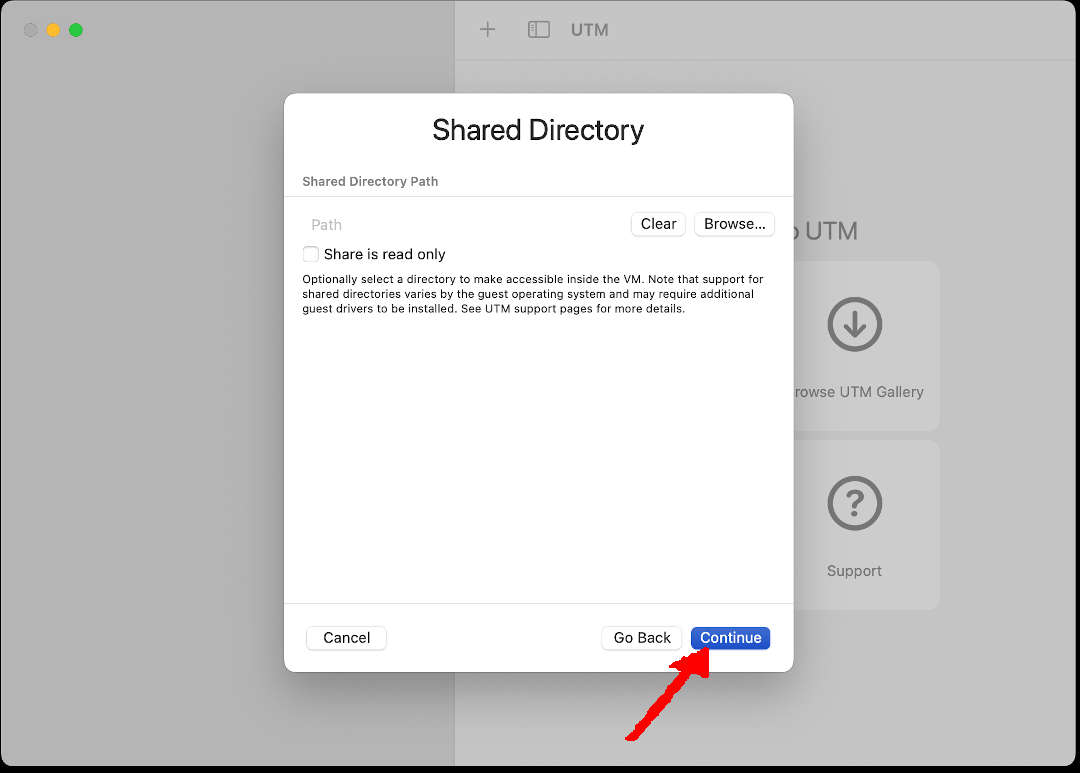 UTM
Shared Directory
Shared Directory Path
Path
Clear
Browse...
Share is read only
Optionally select a directory to make accessible inside the VM. Note that support for
shared directories varies by the guest operating system and may require additional
guest drivers to be installed. See UTM support pages for more details.
UTM
rowse UTM Gallery
?
Support
Cancel
Go Back
Continue